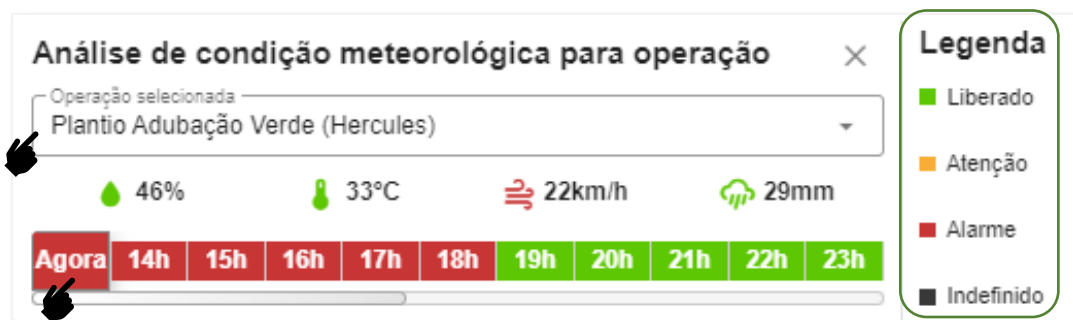 Análise de condição meteorológica para operação
Operação selecionada
Plantio Adubação Verde (Hercules)
46% 33°C 22km/h 29mm
Agora 14h 15h 16h 17h 18h 19h 20h 21h 22h 23h
Legenda
Liberado
Atenção
Alarme
Indefinido